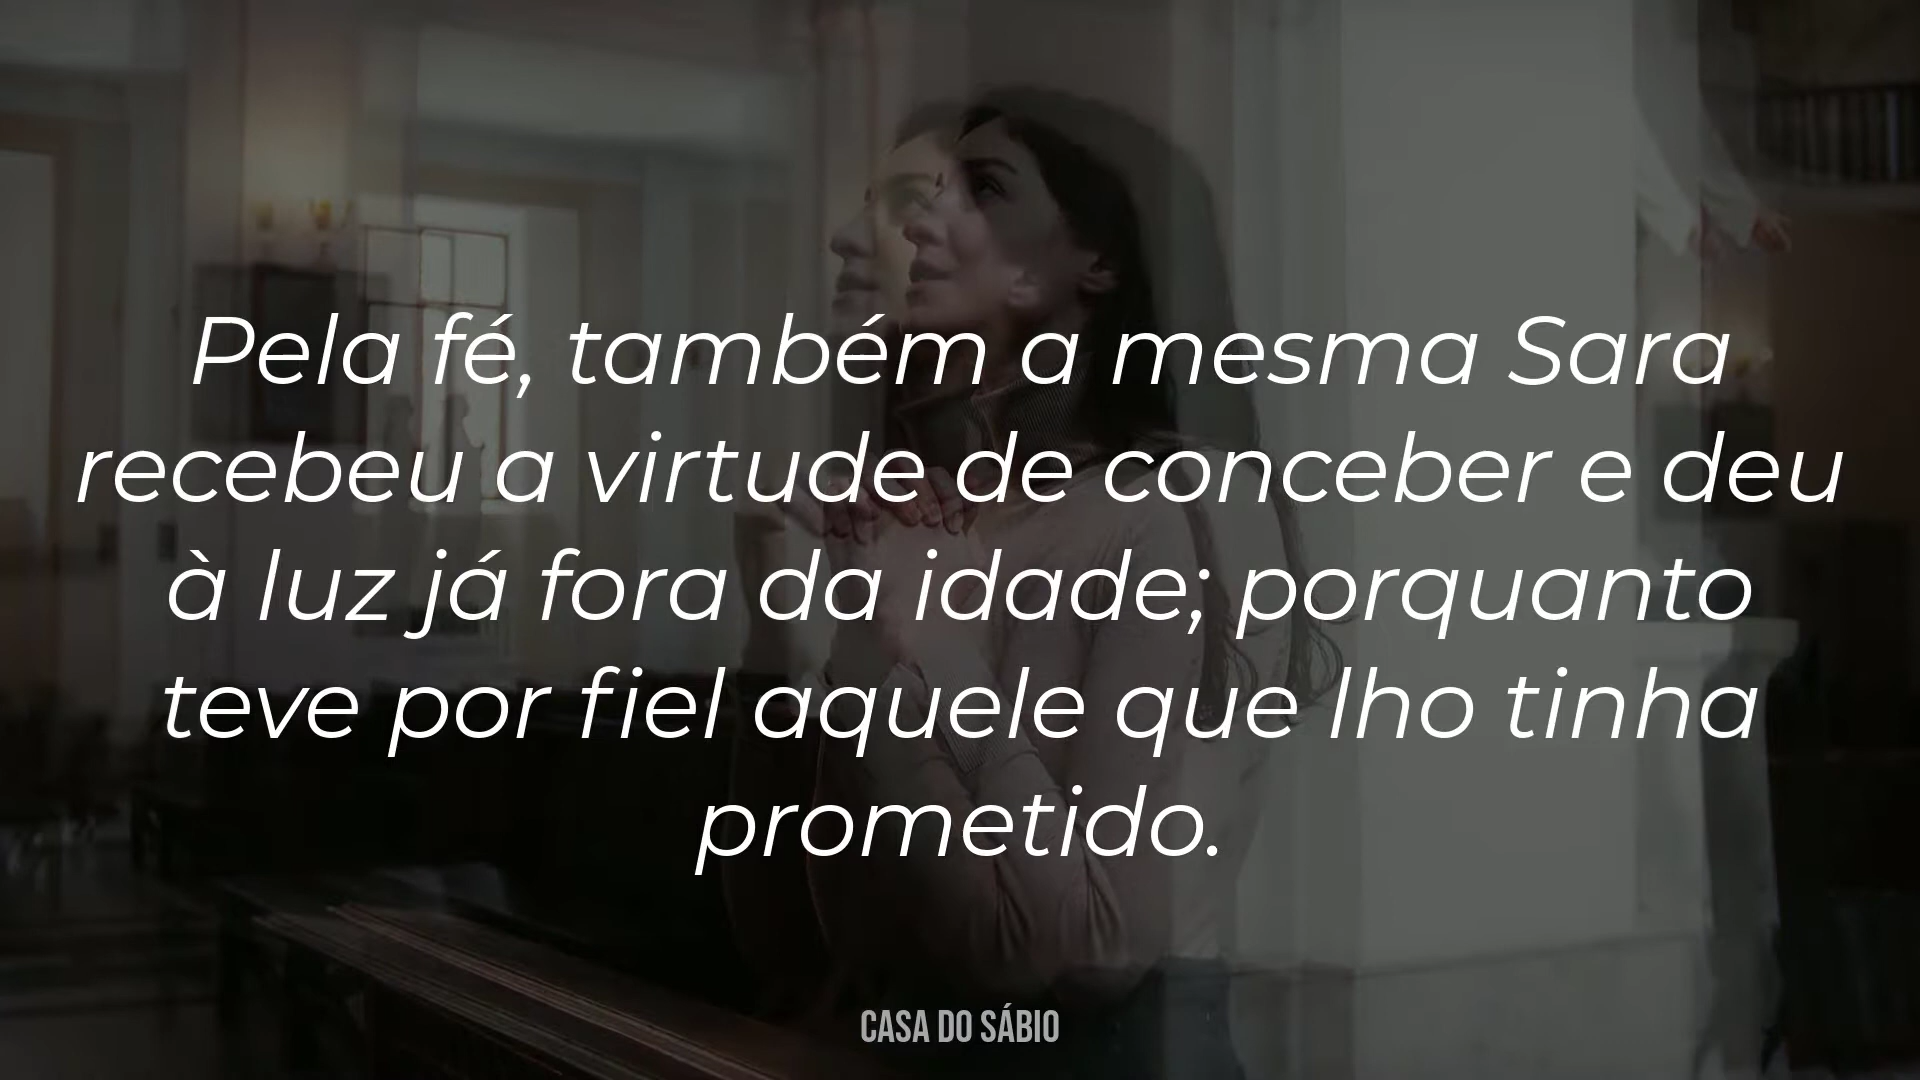 Pela fé, também a mesma Sara
recebeu a virtude de conceber e deu
à luz já fora da idade; porquanto
teve por fiel aquele que lho tinha
prometido.
CASA DO SÁBIO